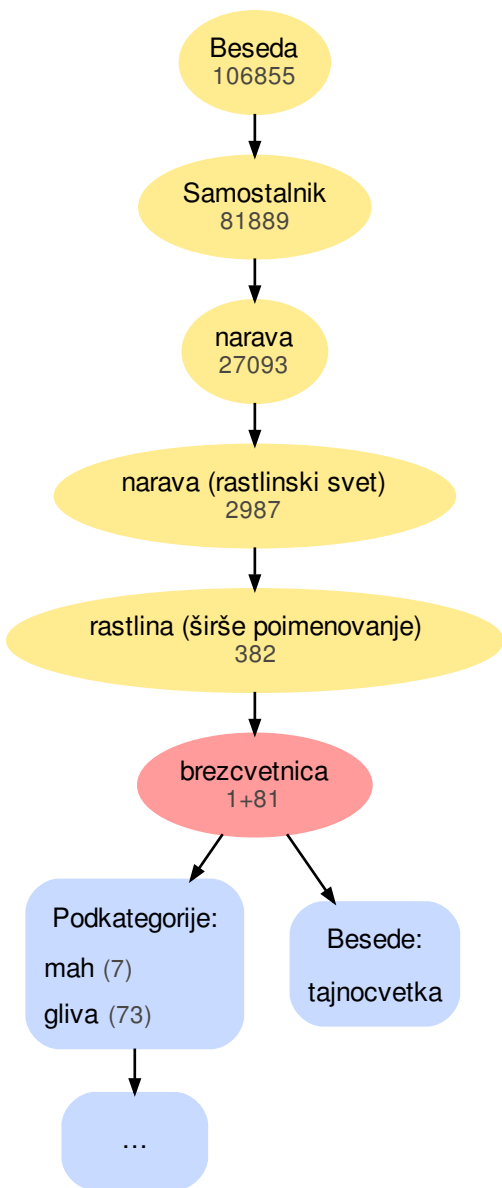 Beseda
106855
Samostalnik
81889
narava
27093
narava (rastlinski svet)
2987
rastlina (širše poimenovanje)
382
brezcvetnica
1+81
Podkategorije:
mah (7)
gliva (73)
Besede:
tajnocvetka
...